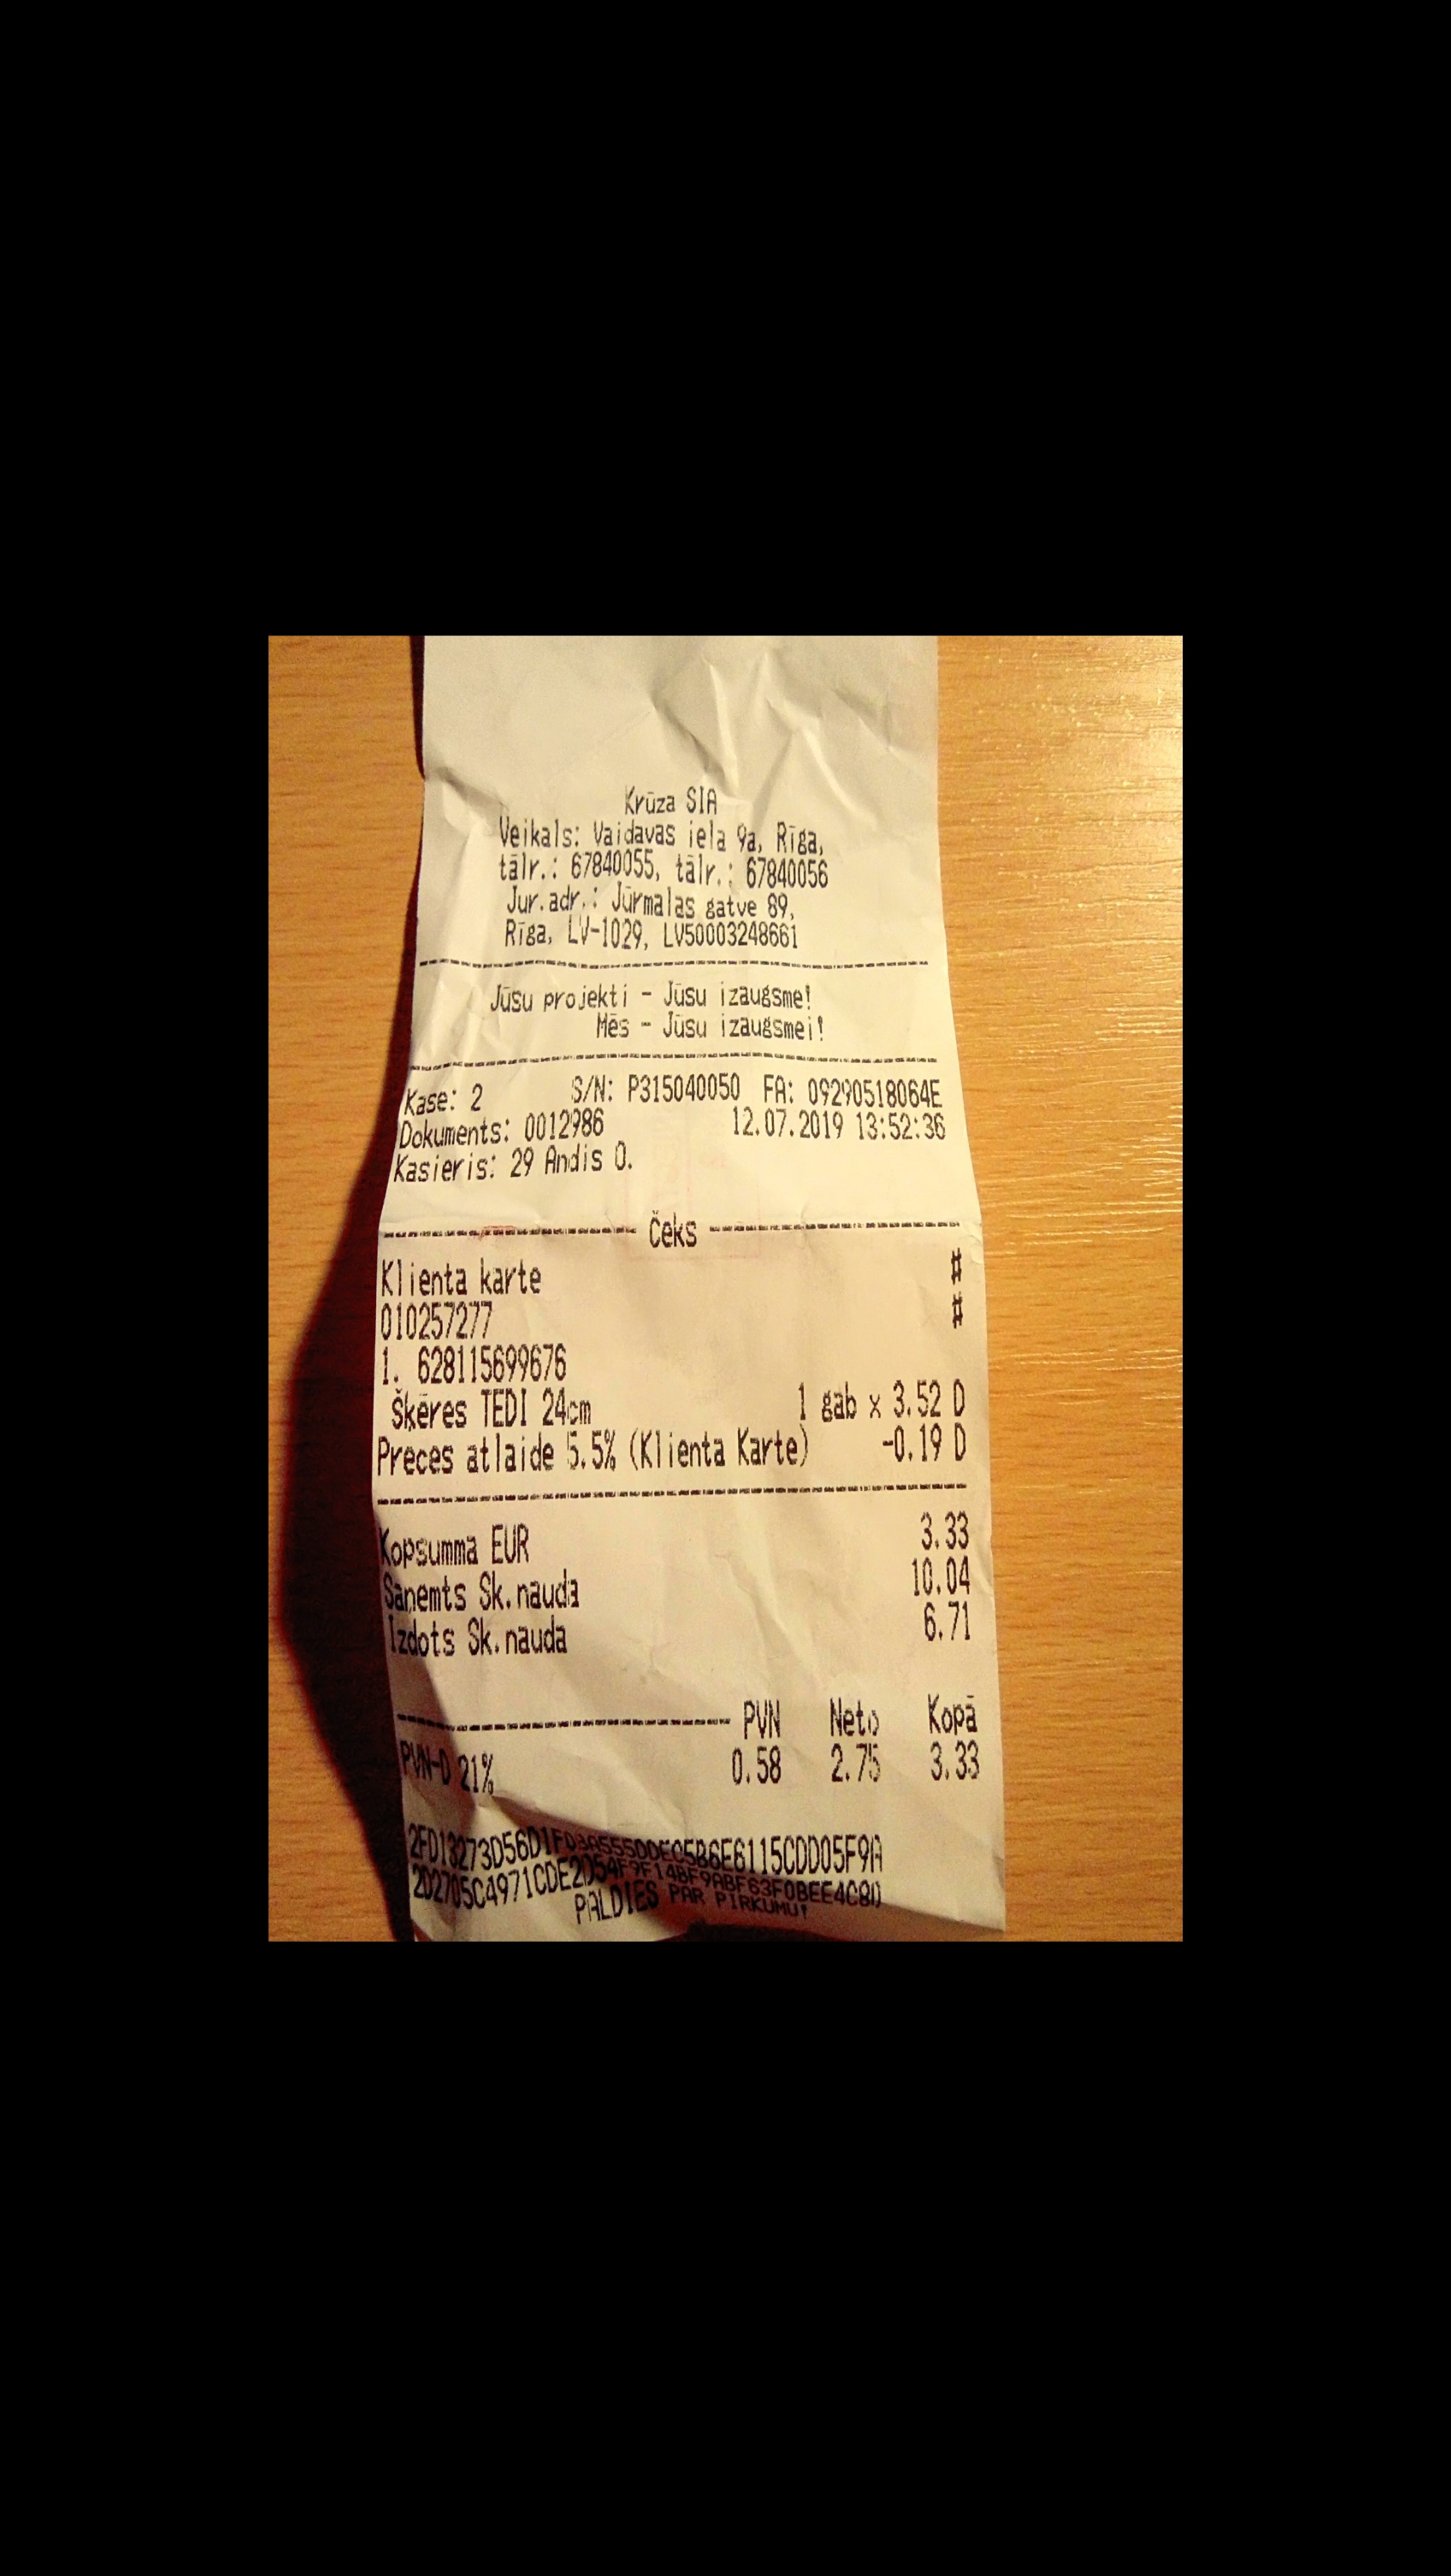 Krūza SIA
Veikals: Vaidavas iela 9a, Rīga,
tālr.: 67840055, tālr.: 67840056
Jur.adr.: Jūrmalas gatve 89,
Rīga, LV-1029, LV50003248661
Jūsu projekti - Jūsu izaugsme!
Mēs - Jūsu izaugsmei!
Kase: 2 S/N: P315040050 FA: 09290518064E
Dokuments: 0012986 12.07.2019 13:52:36
Kasieris: 29 Andis O.
Čeks
Klienta karte #
010257277 #
1. 628115699676
Šķēres TEDI 24cm 1 gab x 3.52 D
Preces atlaide 5.5% (Klienta Karte) -0.19 D
Kopsumma EUR 3.33
Saņemts Sk.nauda 10.04
Izdots Sk.nauda 6.71
PVN Neto Kopā
PVN-D 21% 0.58 2.75 3.33
PALDIES PAR PIRKUMU!